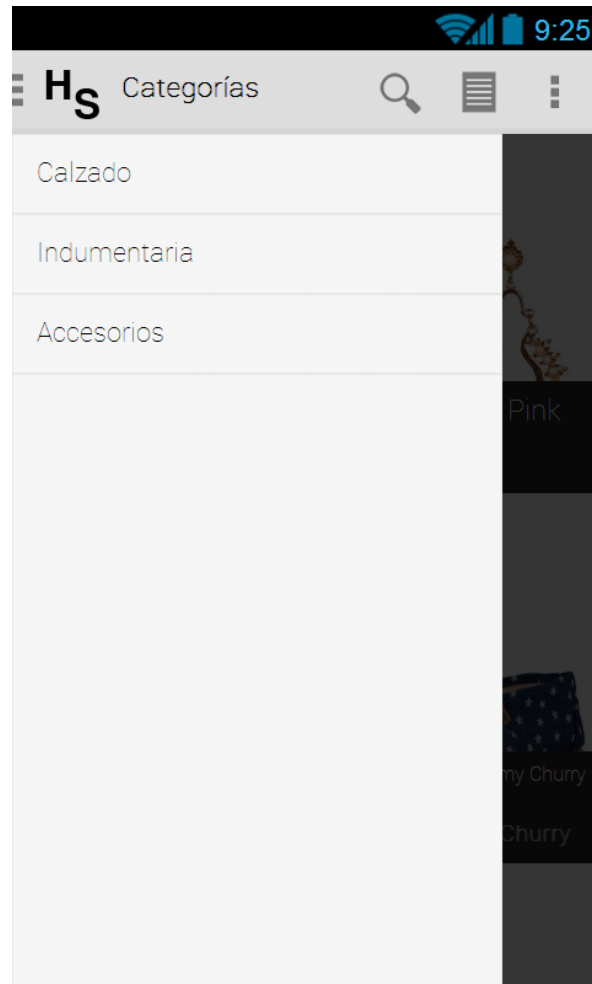 9:25
HS Categorías
Calzado
Indumentaria
Accesorios
Pink
my Churry
Churry